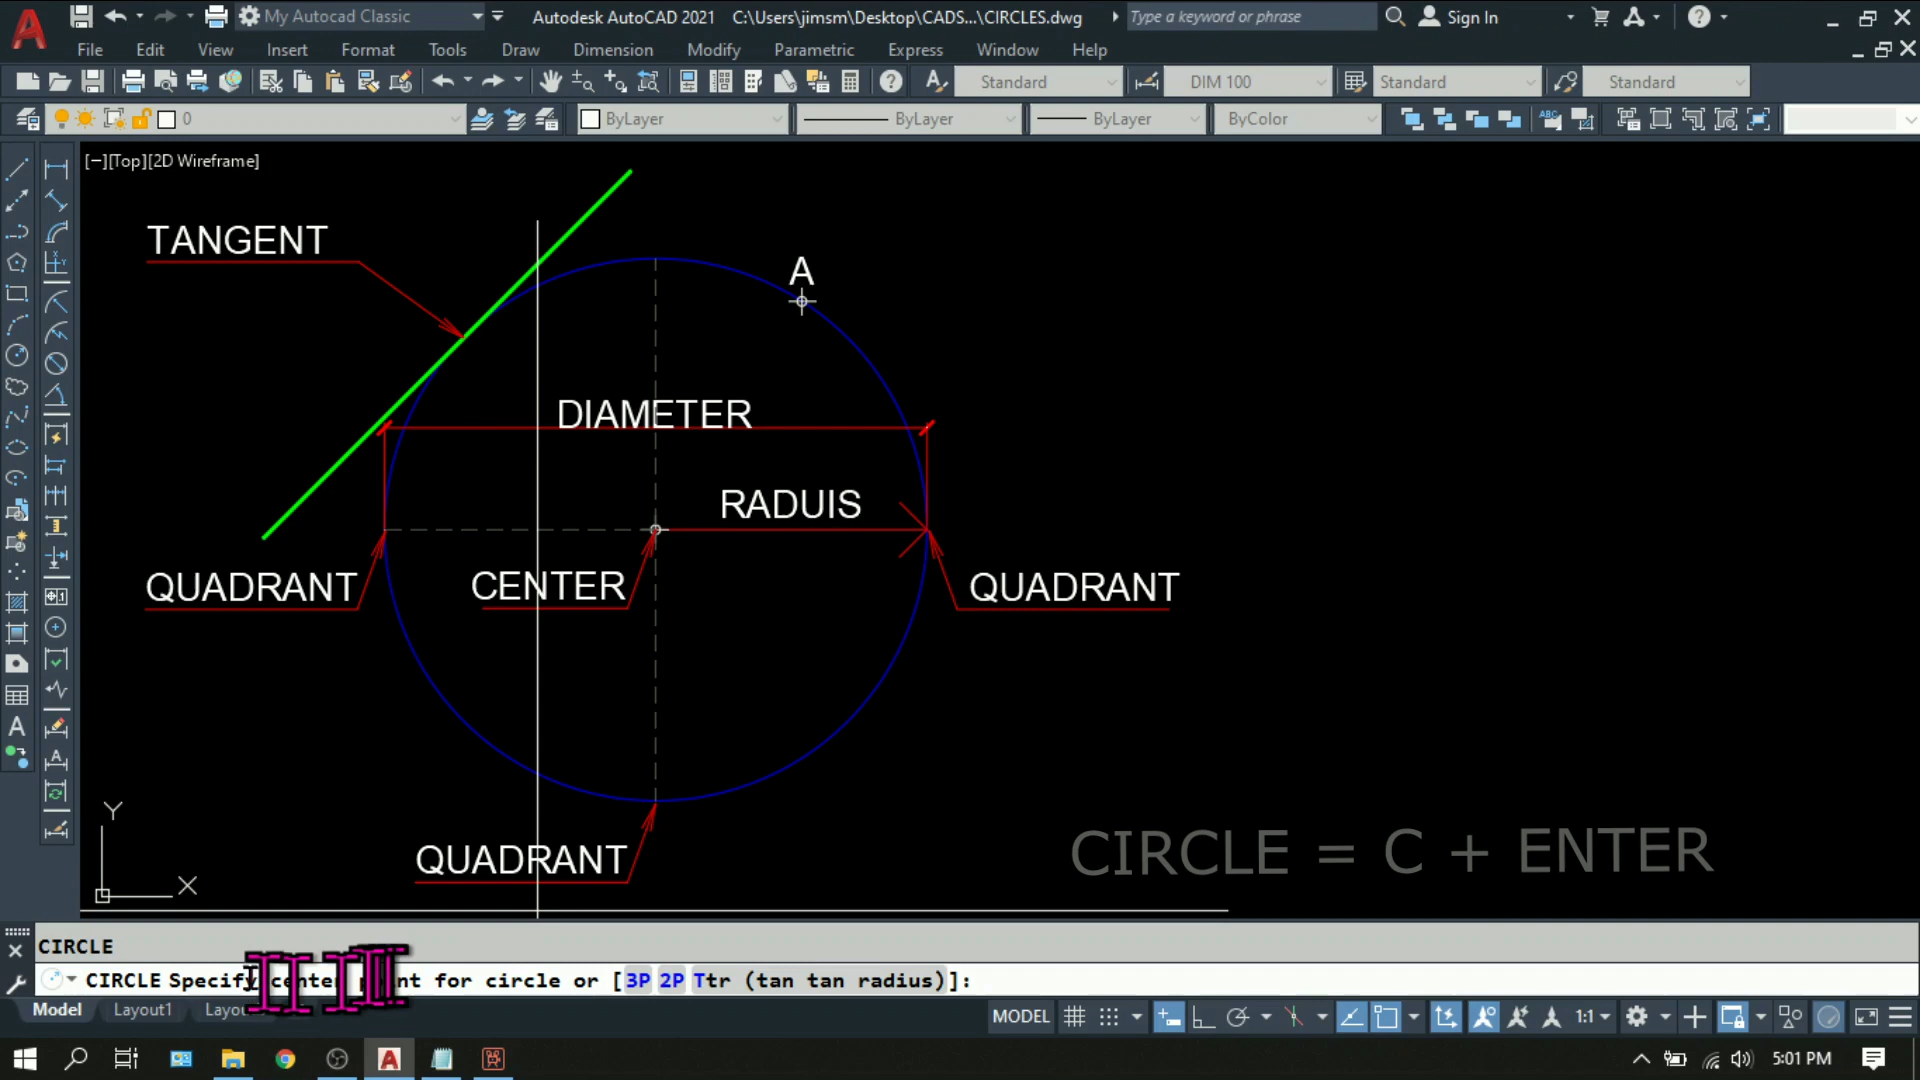 My Autocad Classic
Autodesk AutoCAD 2021 C:\Users\jimsm\Desktop\CADS...\CIRCLES.dwg
Type a keyword or phrase
Sign In
File Edit View Insert Format Tools Draw Dimension Modify Parametric Express Window Help
Standard DIM 100 Standard Standard
0 ByLayer ByLayer ByLayer ByColor
[−][Top][2D Wireframe]
TANGENT
A
DIAMETER
RADUIS
QUADRANT
CENTER
QUADRANT
QUADRANT
Y
X
CIRCLE = C + ENTER
CIRCLE
CIRCLE Specify center point for circle or [3P 2P Ttr (tan tan radius)]:
Model Layout1
MODEL 1:1
5:01 PM